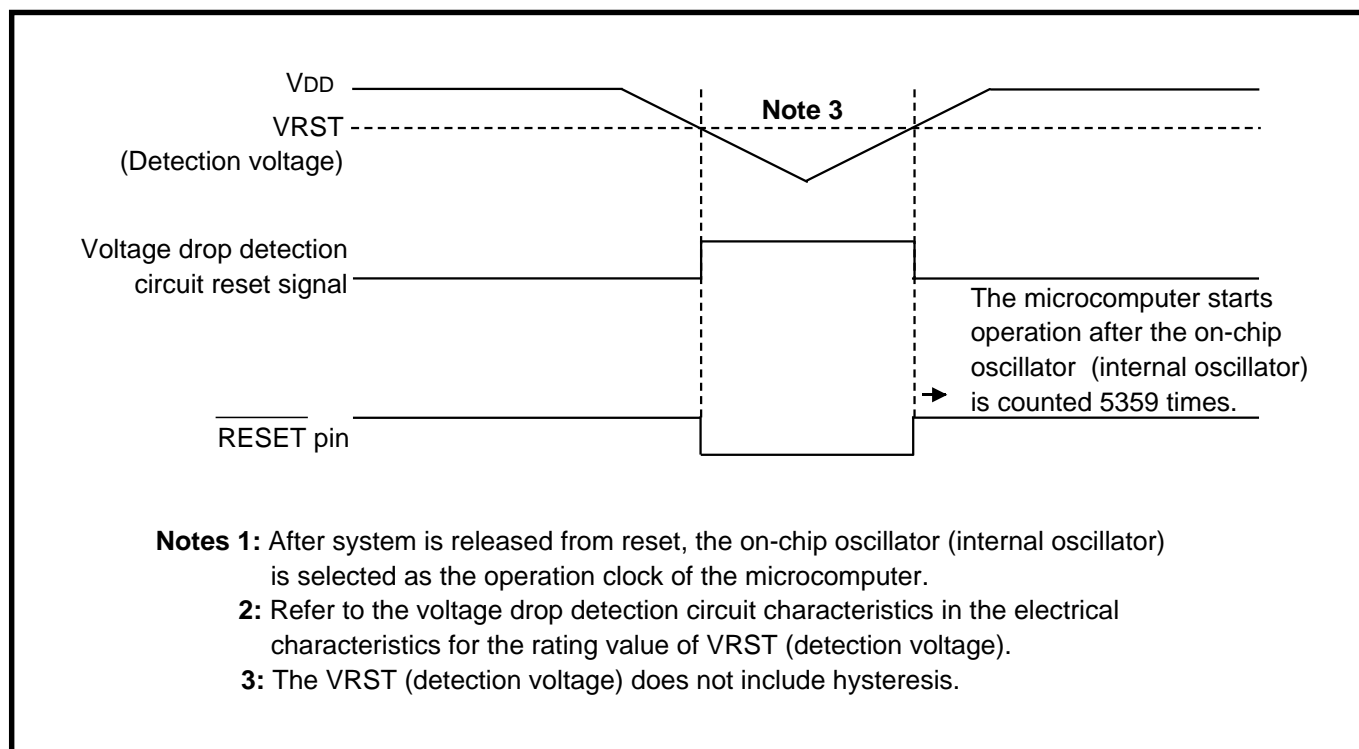 VDD
Note 3
VRST
(Detection voltage)
Voltage drop detection
circuit reset signal
The microcomputer starts
operation after the on-chip
oscillator (internal oscillator)
is counted 5359 times.
RESET pin
Notes 1: After system is released from reset, the on-chip oscillator (internal oscillator)
is selected as the operation clock of the microcomputer.
2: Refer to the voltage drop detection circuit characteristics in the electrical
characteristics for the rating value of VRST (detection voltage).
3: The VRST (detection voltage) does not include hysteresis.